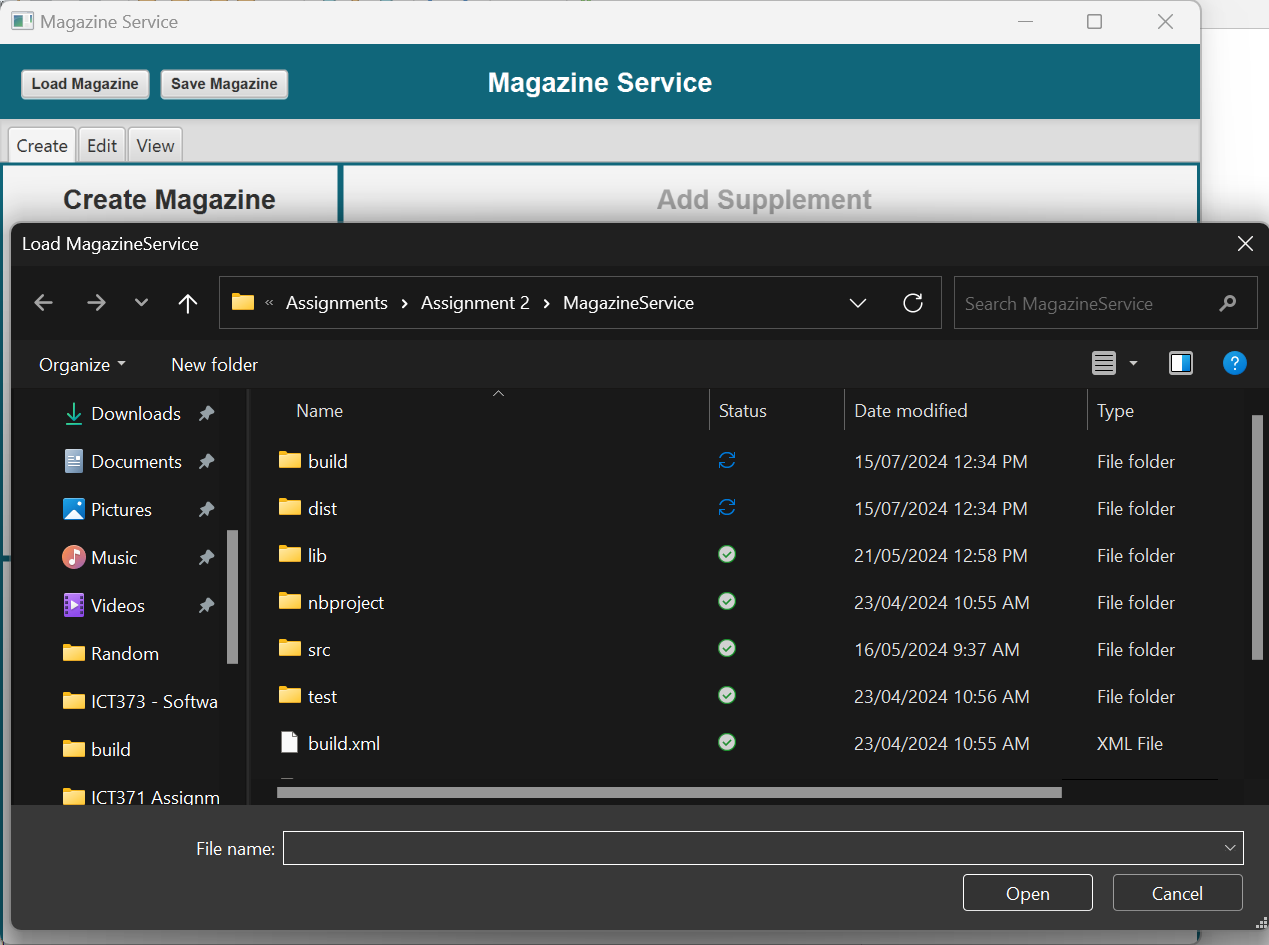 Magazine Service
Load Magazine Save Magazine Magazine Service
Create Edit View
Create Magazine Add Supplement
Load MagazineService
« Assignments › Assignment 2 › MagazineService Search MagazineService
Organize New folder ?
Name Status Date modified Type
Downloads
Documents
Pictures
Music
Videos
Random
ICT373 - Softwa
build
ICT371 Assignm
build 15/07/2024 12:34 PM File folder
dist 15/07/2024 12:34 PM File folder
lib 21/05/2024 12:58 PM File folder
nbproject 23/04/2024 10:55 AM File folder
src 16/05/2024 9:37 AM File folder
test 23/04/2024 10:56 AM File folder
build.xml 23/04/2024 10:55 AM XML File
File name:
Open Cancel